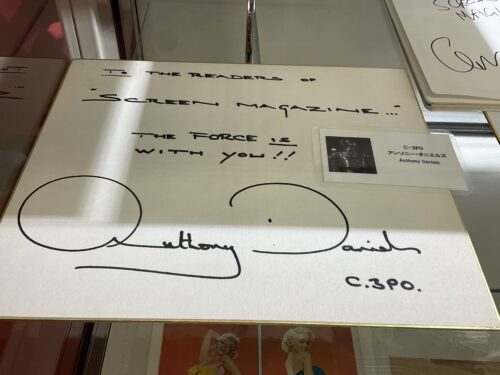 TO THE READERS OF
"SCREEN MAGAZINE..."
THE FORCE IS
WITH YOU!!
Anthony Daniels
C.3PO.
C-3PO
アンソニー・ダニエルズ
Anthony Daniels